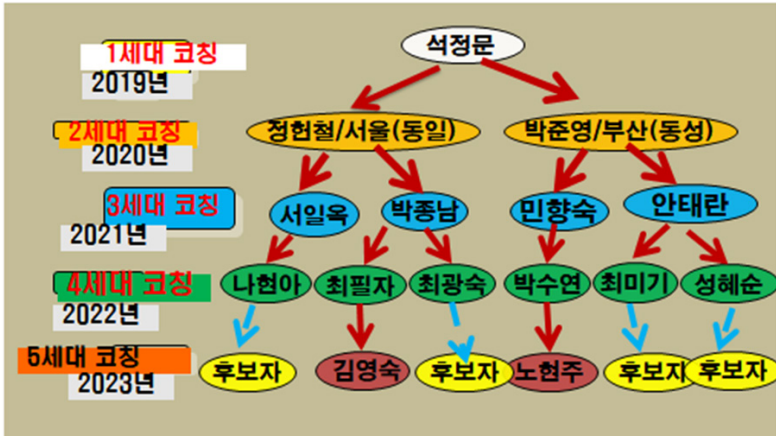 석정문
1세대 코칭
2019년
2세대 코칭
2020년
정헌철/서울(동일)
박준영/부산(동성)
3세대 코칭
2021년
서일옥
박종남
민향숙
안태란
4세대 코칭
2022년
나현아
최필자
최광숙
박수연
최미기
성혜순
5세대 코칭
2023년
후보자
김영숙
후보자
노현주
후보자
후보자